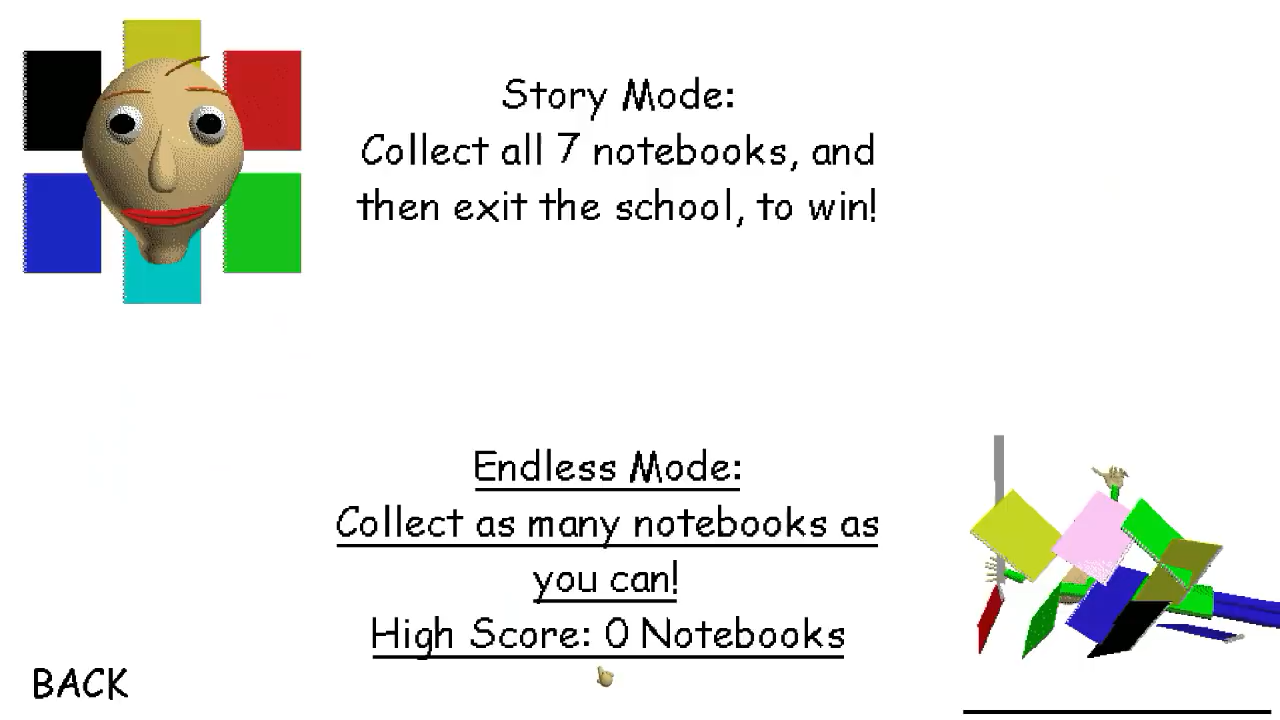 Story Mode:
Collect all 7 notebooks, and
then exit the school, to win!
Endless Mode:
Collect as many notebooks as
you can!
High Score: 0 Notebooks
BACK